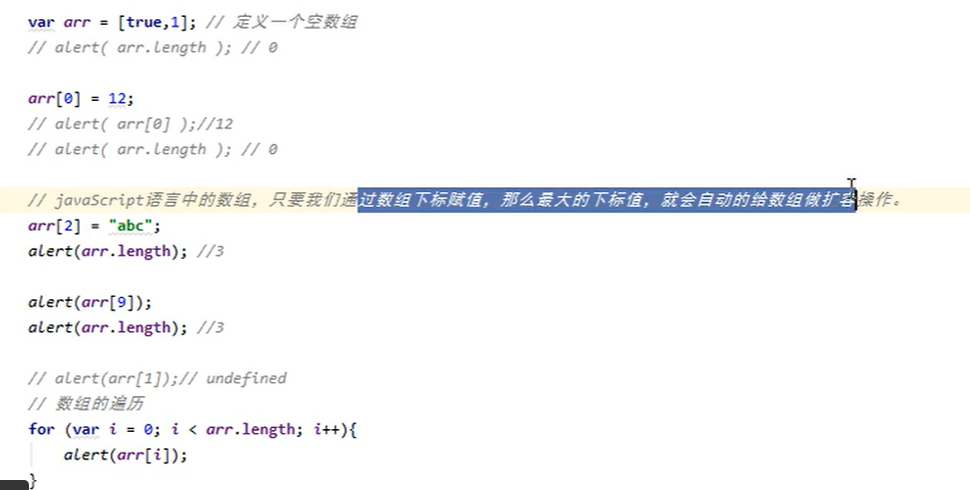 var arr = [true,1]; // 定义一个空数组
// alert( arr.length ); // 0
arr[0] = 12;
// alert( arr[0] );//12
// alert( arr.length ); // 0
// javaScript语言中的数组，只要我们通过数组下标赋值，那么最大的下标值，就会自动的给数组做扩容操作。
arr[2] = "abc";
alert(arr.length); //3
alert(arr[9]);
alert(arr.length); //3
// alert(arr[1]);// undefined
// 数组的遍历
for (var i = 0; i < arr.length; i++){
alert(arr[i]);
}